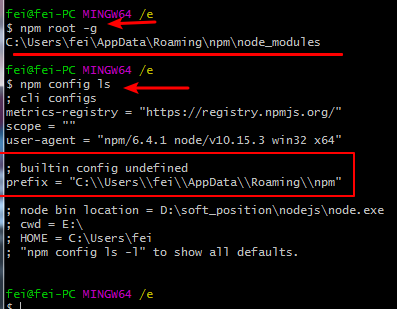 fei@fei-PC MINGW64 /e
$ npm root -g
C:\Users\fei\AppData\Roaming\npm\node_modules
fei@fei-PC MINGW64 /e
$ npm config ls
; cli configs
metrics-registry = "https://registry.npmjs.org/"
scope = ""
user-agent = "npm/6.4.1 node/v10.15.3 win32 x64"
; builtin config undefined
prefix = "C:\\Users\\fei\\AppData\\Roaming\\npm"
; node bin location = D:\soft_position\nodejs\node.exe
; cwd = E:\
; HOME = C:\Users\fei
; "npm config ls -l" to show all defaults.
fei@fei-PC MINGW64 /e
$